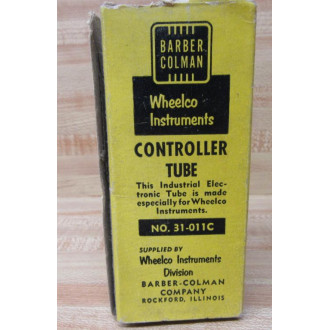 BARBER
COLMAN
Wheelco
Instruments
CONTROLLER
TUBE
This Industrial Elec-
tronic Tube is made
especially for Wheelco
Instruments.
NO. 31-011C
SUPPLIED BY
Wheelco Instruments
Division
BARBER-COLMAN
COMPANY
ROCKFORD, ILLINOIS